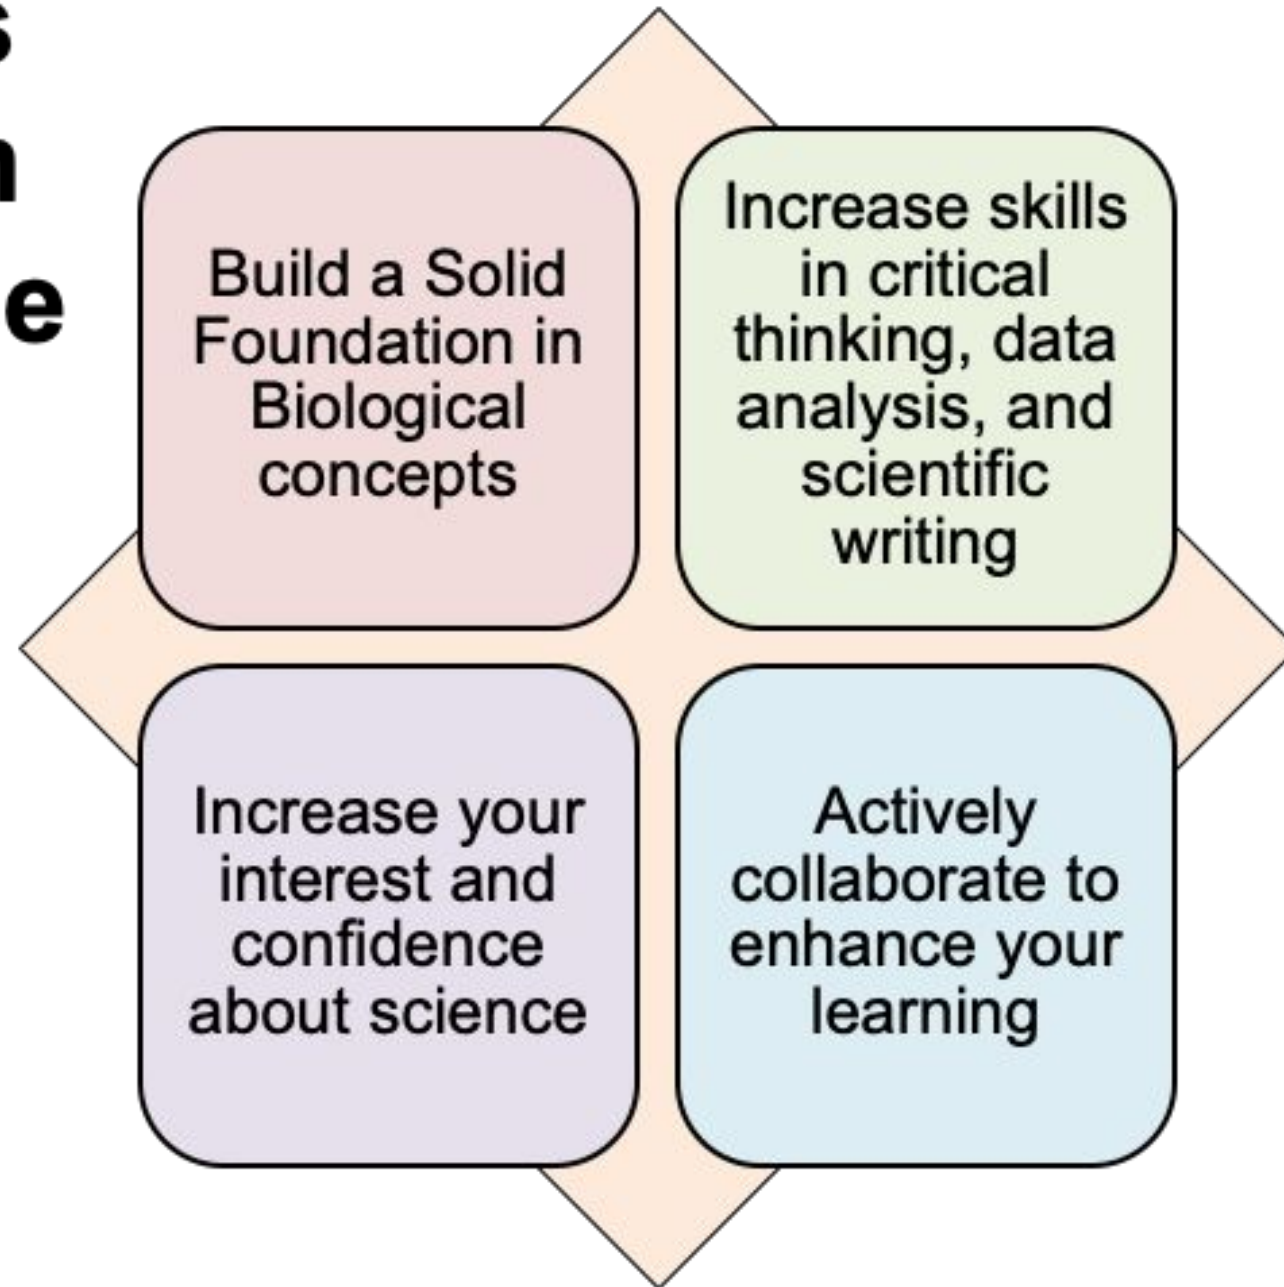 Build a Solid
Foundation in
Biological
concepts
Increase skills
in critical
thinking, data
analysis, and
scientific
writing
Increase your
interest and
confidence
about science
Actively
collaborate to
enhance your
learning